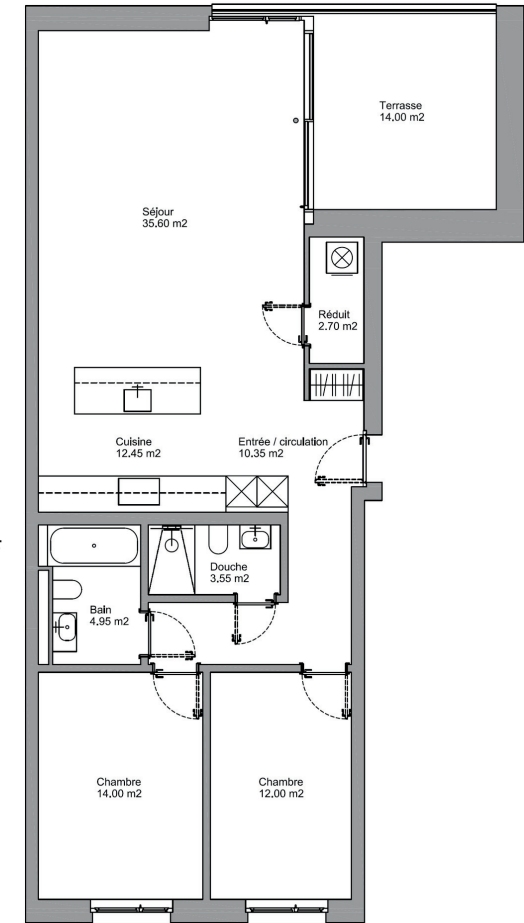 Terrasse
14.00 m2
Séjour
35.60 m2
Réduit
2.70 m2
Cuisine
12.45 m2
Entrée / circulation
10.35 m2
Douche
3.55 m2
Bain
4.95 m2
Chambre
14.00 m2
Chambre
12.00 m2